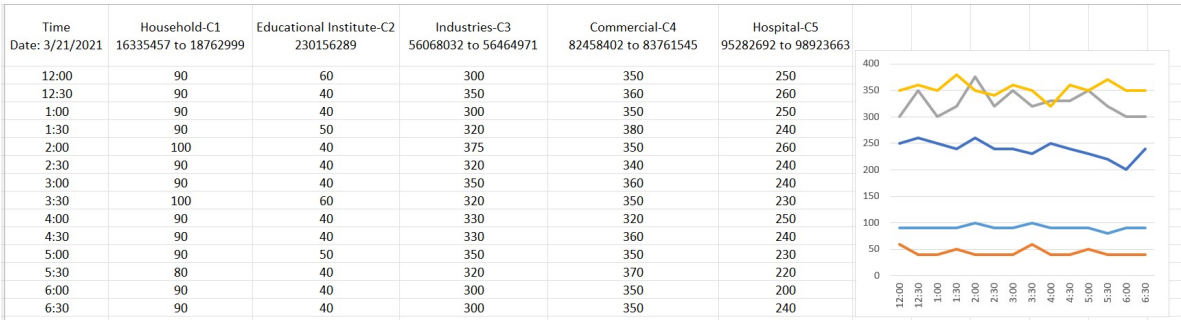 Time Household-C1 Educational Institute-C2 Industries-C3 Commercial-C4 Hospital-C5
Date: 3/21/2021 16335457 to 18762999 230156289 56068032 to 56464971 82458402 to 83761545 95282692 to 98923663
12:00 90 60 300 350 250
12:30 90 40 350 360 260
1:00 90 40 300 350 250
1:30 90 50 320 380 240
2:00 100 40 375 350 260
2:30 90 40 320 340 240
3:00 90 40 350 360 240
3:30 100 60 320 350 230
4:00 90 40 330 320 250
4:30 90 40 330 360 240
5:00 90 50 350 350 230
5:30 80 40 320 370 220
6:00 90 40 300 350 200
6:30 90 40 300 350 240
400
350
300
250
200
150
100
50
0
12:00 12:30 1:00 1:30 2:00 2:30 3:00 3:30 4:00 4:30 5:00 5:30 6:00 6:30